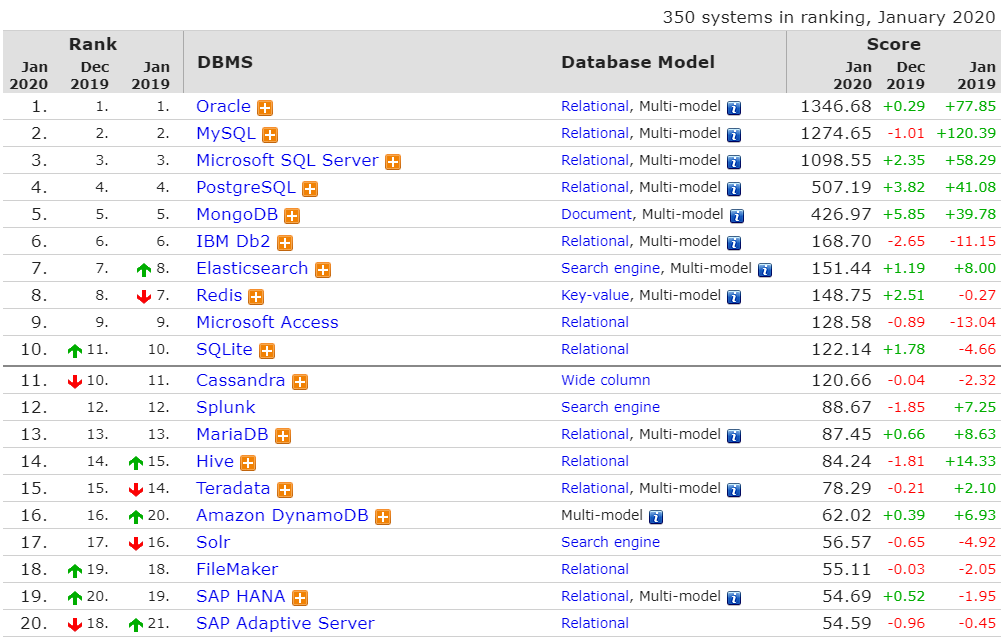 350 systems in ranking, January 2020
Rank DBMS Database Model Score
Jan 2020 Dec 2019 Jan 2019 Jan 2020 Dec 2019 Jan 2019
1. 1. 1. Oracle Relational, Multi-model 1346.68 +0.29 +77.85
2. 2. 2. MySQL Relational, Multi-model 1274.65 -1.01 +120.39
3. 3. 3. Microsoft SQL Server Relational, Multi-model 1098.55 +2.35 +58.29
4. 4. 4. PostgreSQL Relational, Multi-model 507.19 +3.82 +41.08
5. 5. 5. MongoDB Document, Multi-model 426.97 +5.85 +39.78
6. 6. 6. IBM Db2 Relational, Multi-model 168.70 -2.65 -11.15
7. 7. 8. Elasticsearch Search engine, Multi-model 151.44 +1.19 +8.00
8. 8. 7. Redis Key-value, Multi-model 148.75 +2.51 -0.27
9. 9. 9. Microsoft Access Relational 128.58 -0.89 -13.04
10. 11. 10. SQLite Relational 122.14 +1.78 -4.66
11. 10. 11. Cassandra Wide column 120.66 -0.04 -2.32
12. 12. 12. Splunk Search engine 88.67 -1.85 +7.25
13. 13. 13. MariaDB Relational, Multi-model 87.45 +0.66 +8.63
14. 14. 15. Hive Relational 84.24 -1.81 +14.33
15. 15. 14. Teradata Relational, Multi-model 78.29 -0.21 +2.10
16. 16. 20. Amazon DynamoDB Multi-model 62.02 +0.39 +6.93
17. 17. 16. Solr Search engine 56.57 -0.65 -4.92
18. 19. 18. FileMaker Relational 55.11 -0.03 -2.05
19. 20. 19. SAP HANA Relational, Multi-model 54.69 +0.52 -1.95
20. 18. 21. SAP Adaptive Server Relational 54.59 -0.96 -0.45